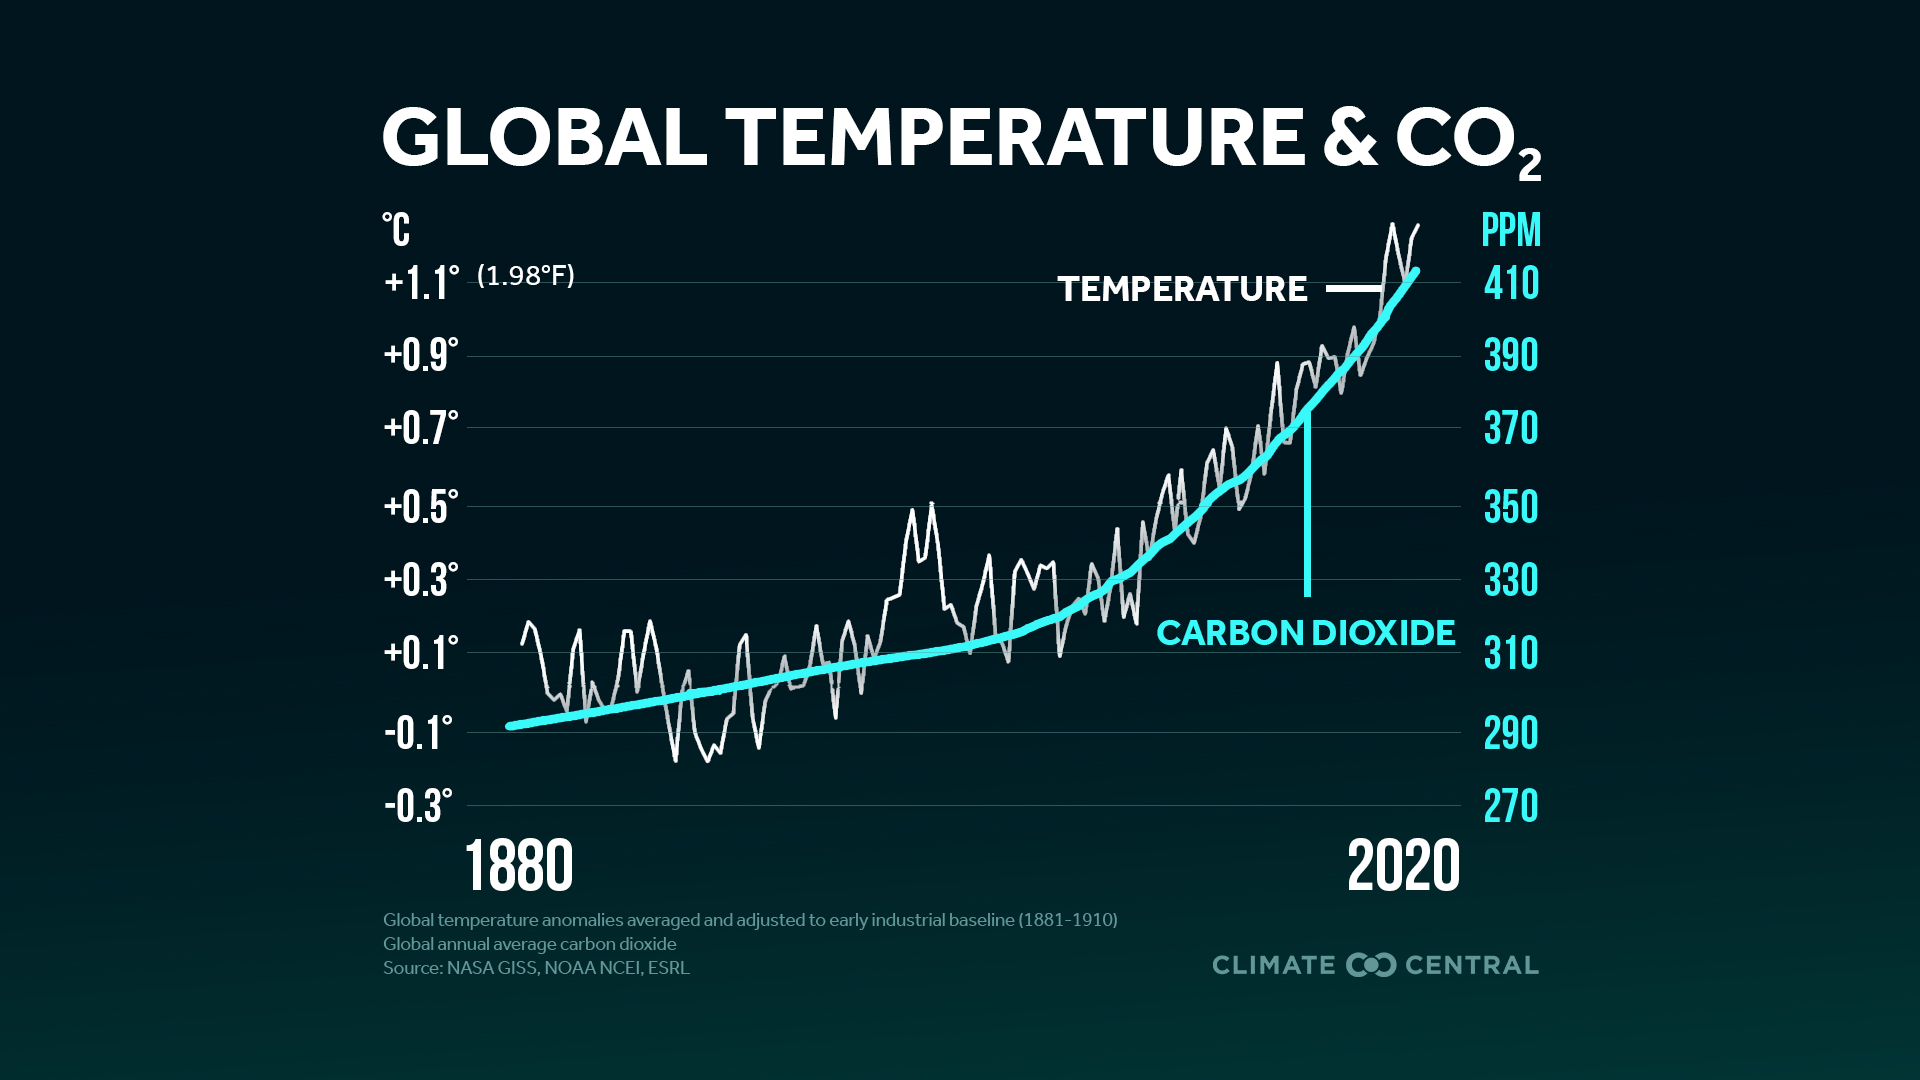 GLOBAL TEMPERATURE & CO₂
°C PPM
+1.1° (1.98°F) 410
TEMPERATURE
+0.9° 390
+0.7° 370
+0.5° 350
+0.3° 330
CARBON DIOXIDE
+0.1° 310
-0.1° 290
-0.3° 270
1880 2020
Global temperature anomalies averaged and adjusted to early industrial baseline (1881-1910)
Global annual average carbon dioxide
Source: NASA GISS, NOAA NCEI, ESRL
CLIMATE CENTRAL